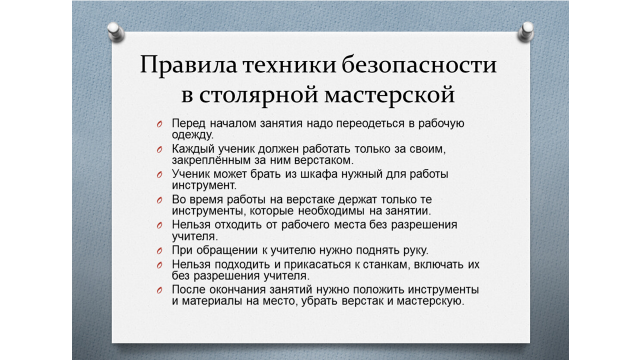 Правила техники безопасности
в столярной мастерской
Перед началом занятия надо переодеться в рабочую
одежду.
Каждый ученик должен работать только за своим,
закреплённым за ним верстаком.
Ученик может брать из шкафа нужный для работы
инструмент.
Во время работы на верстаке держат только те
инструменты, которые необходимы на занятии.
Нельзя отходить от рабочего места без разрешения
учителя.
При обращении к учителю нужно поднять руку.
Нельзя подходить и прикасаться к станкам, включать их
без разрешения учителя.
После окончания занятий нужно положить инструменты
и материалы на место, убрать верстак и мастерскую.